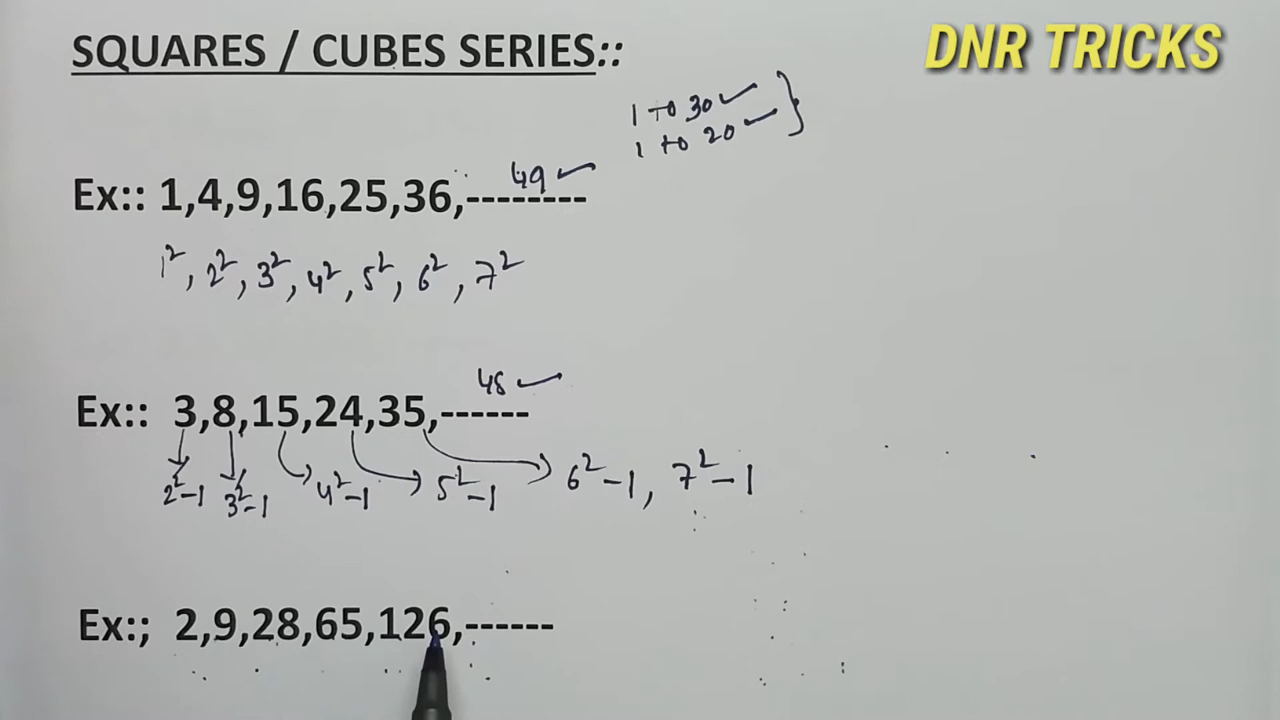 SQUARES / CUBES SERIES::
DNR TRICKS
1 to 30
1 to 20
49
Ex:: 1,4,9,16,25,36,--------
1², 2², 3², 4², 5², 6², 7²
48
Ex:: 3,8,15,24,35,------
2²-1 3²-1 4²-1 5²-1 6²-1, 7²-1
Ex:; 2,9,28,65,126,------